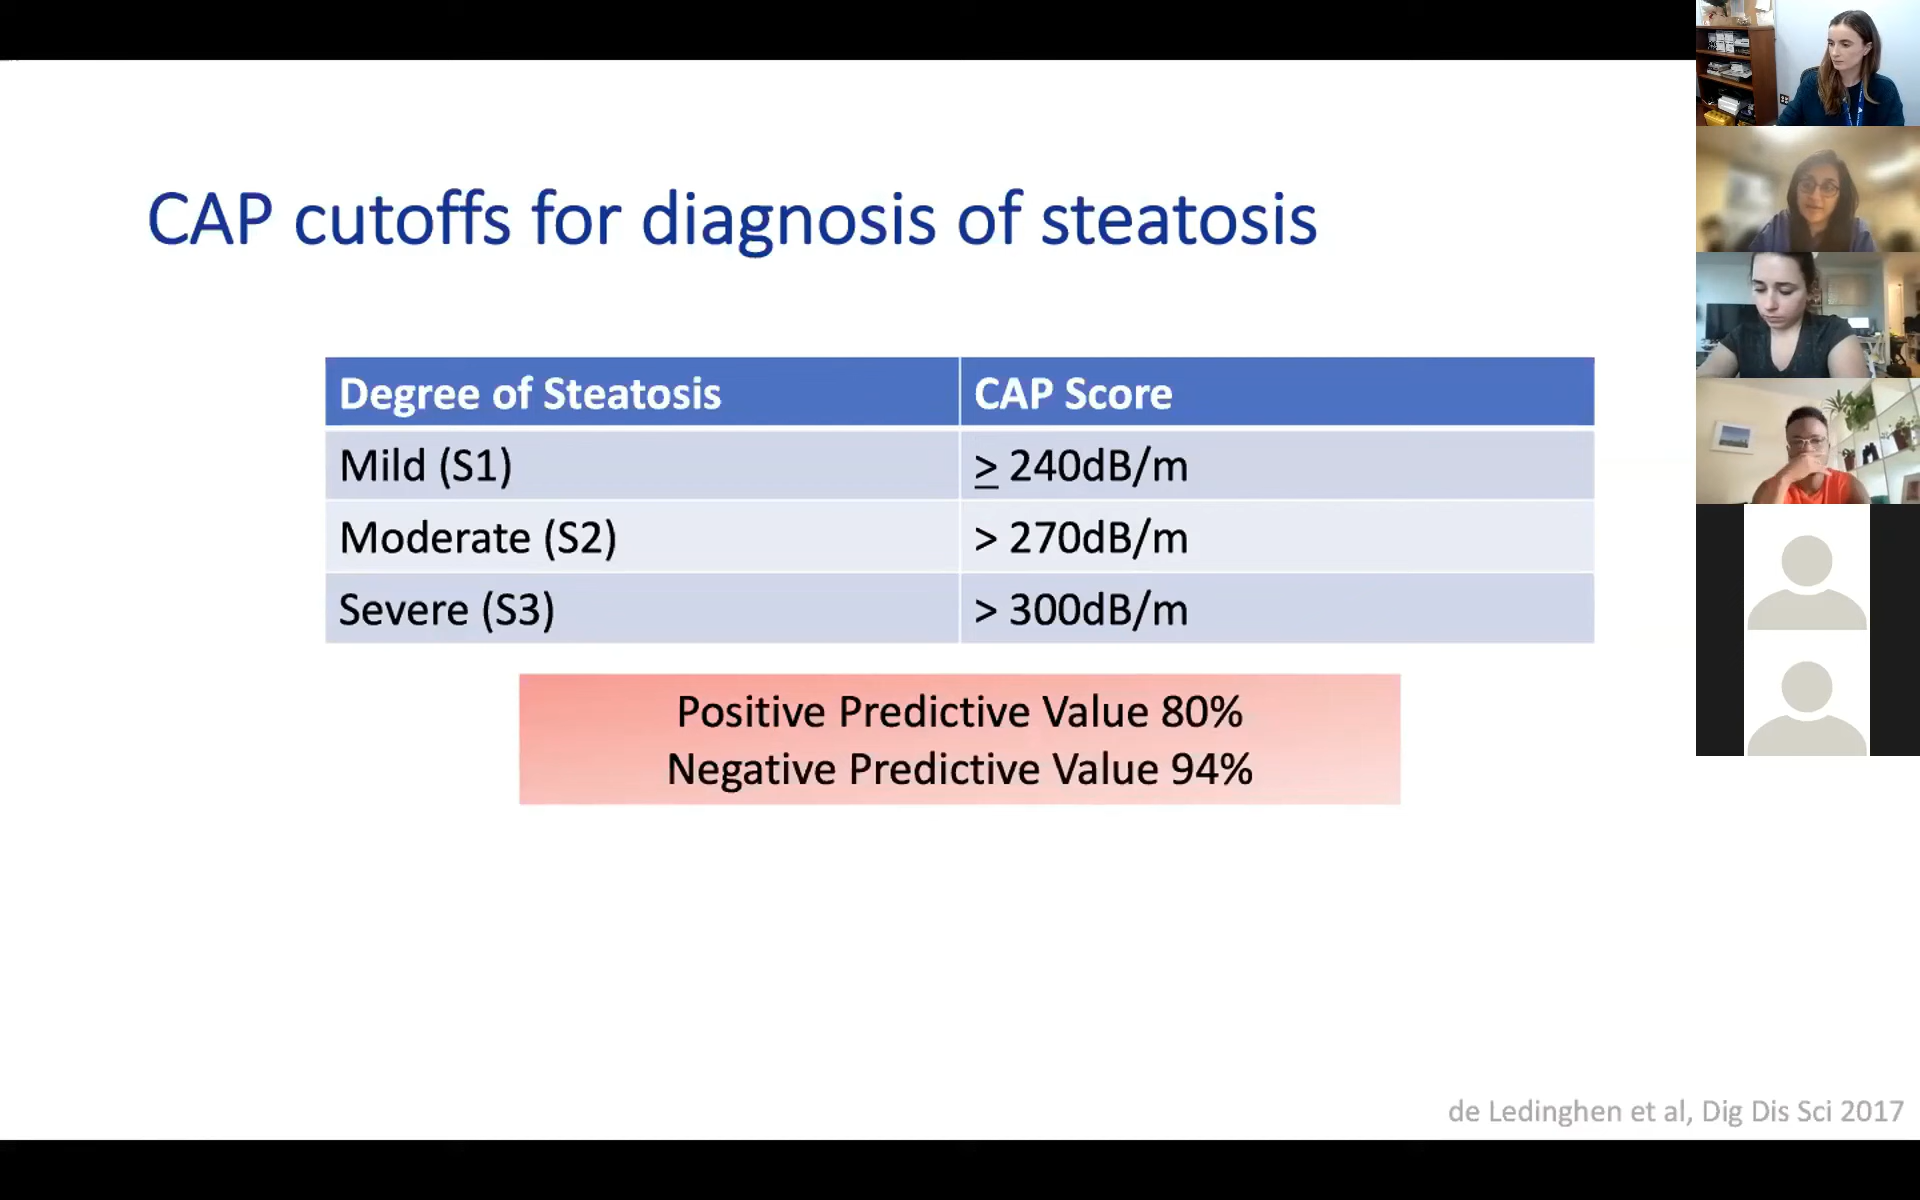 CAP cutoffs for diagnosis of steatosis
Degree of Steatosis CAP Score
Mild (S1) ≥ 240dB/m
Moderate (S2) > 270dB/m
Severe (S3) > 300dB/m
Positive Predictive Value 80%
Negative Predictive Value 94%
de Ledinghen et al, Dig Dis Sci 2017